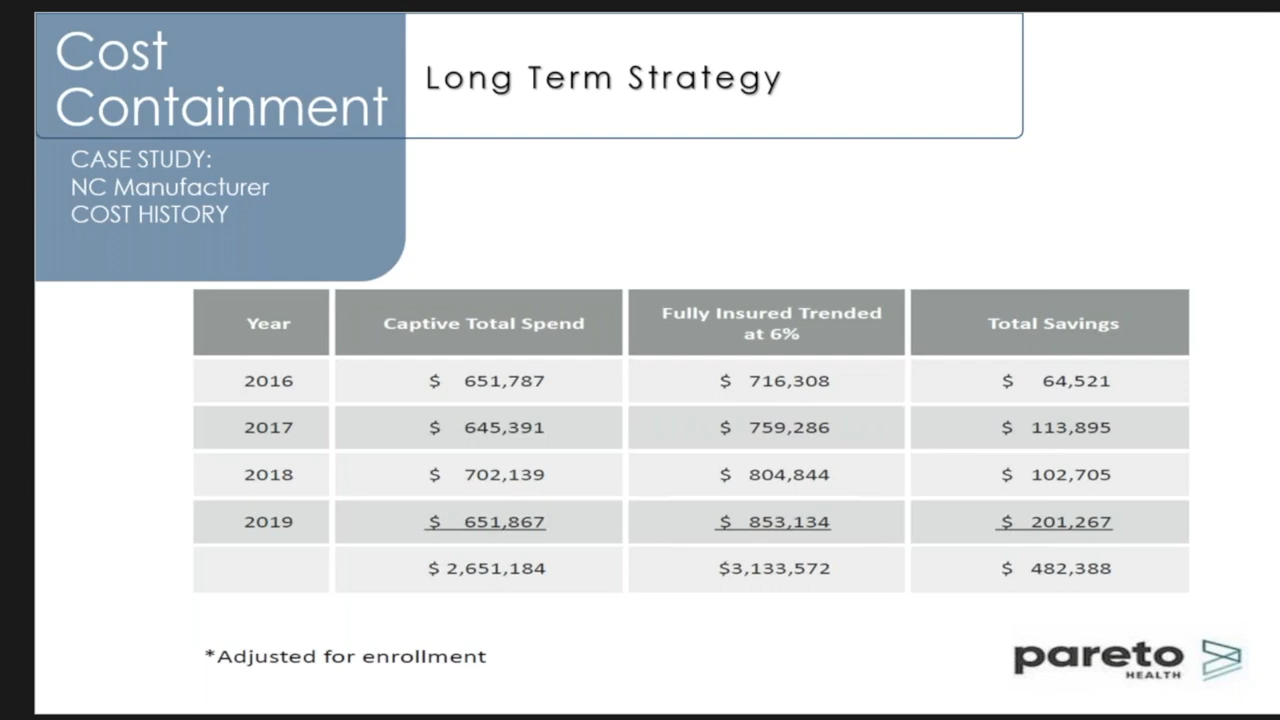 Cost
Containment
Long Term Strategy
CASE STUDY:
NC Manufacturer
COST HISTORY
Year Captive Total Spend Fully Insured Trended at 6% Total Savings
2016 $ 651,787 $ 716,308 $ 64,521
2017 $ 645,391 $ 759,286 $ 113,895
2018 $ 702,139 $ 804,844 $ 102,705
2019 $ 651,867 $ 853,134 $ 201,267
$ 2,651,184 $3,133,572 $ 482,388
*Adjusted for enrollment
pareto
HEALTH